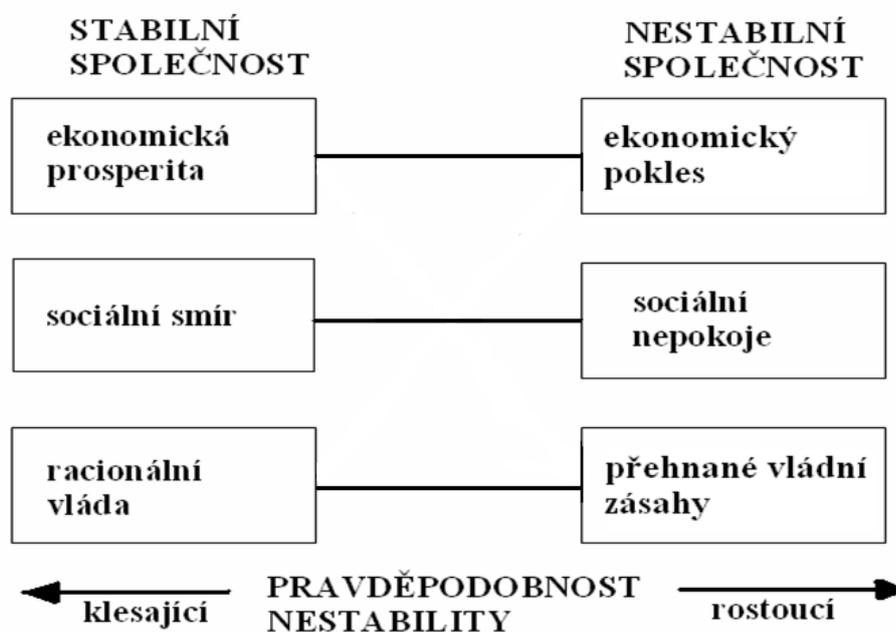 STABILNÍ
SPOLEČNOST
NESTABILNÍ
SPOLEČNOST
ekonomická
prosperita
ekonomický
pokles
sociální smír
sociální
nepokoje
racionální
vláda
přehnané vládní
zásahy
klesající
PRAVDĚPODOBNOST
NESTABILITY
rostoucí